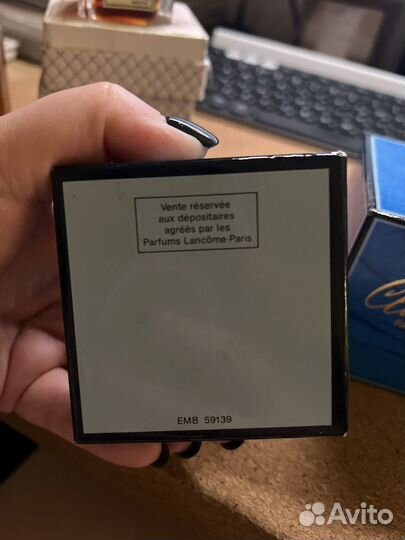 Vente réservée
aux dépositaires
agréés par les
Parfums Lancôme-Paris
EMB 59139
Avito